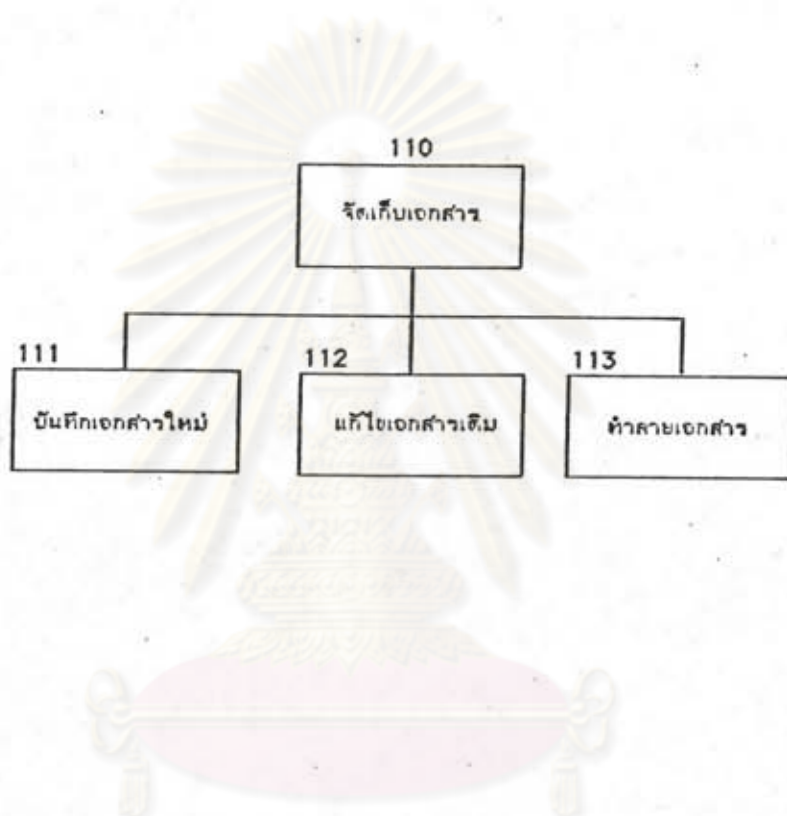 110
จัดเก็บเอกสาร
111
112
113
บันทึกเอกสารใหม่
แก้ไขเอกสารเดิม
ทำลายเอกสาร